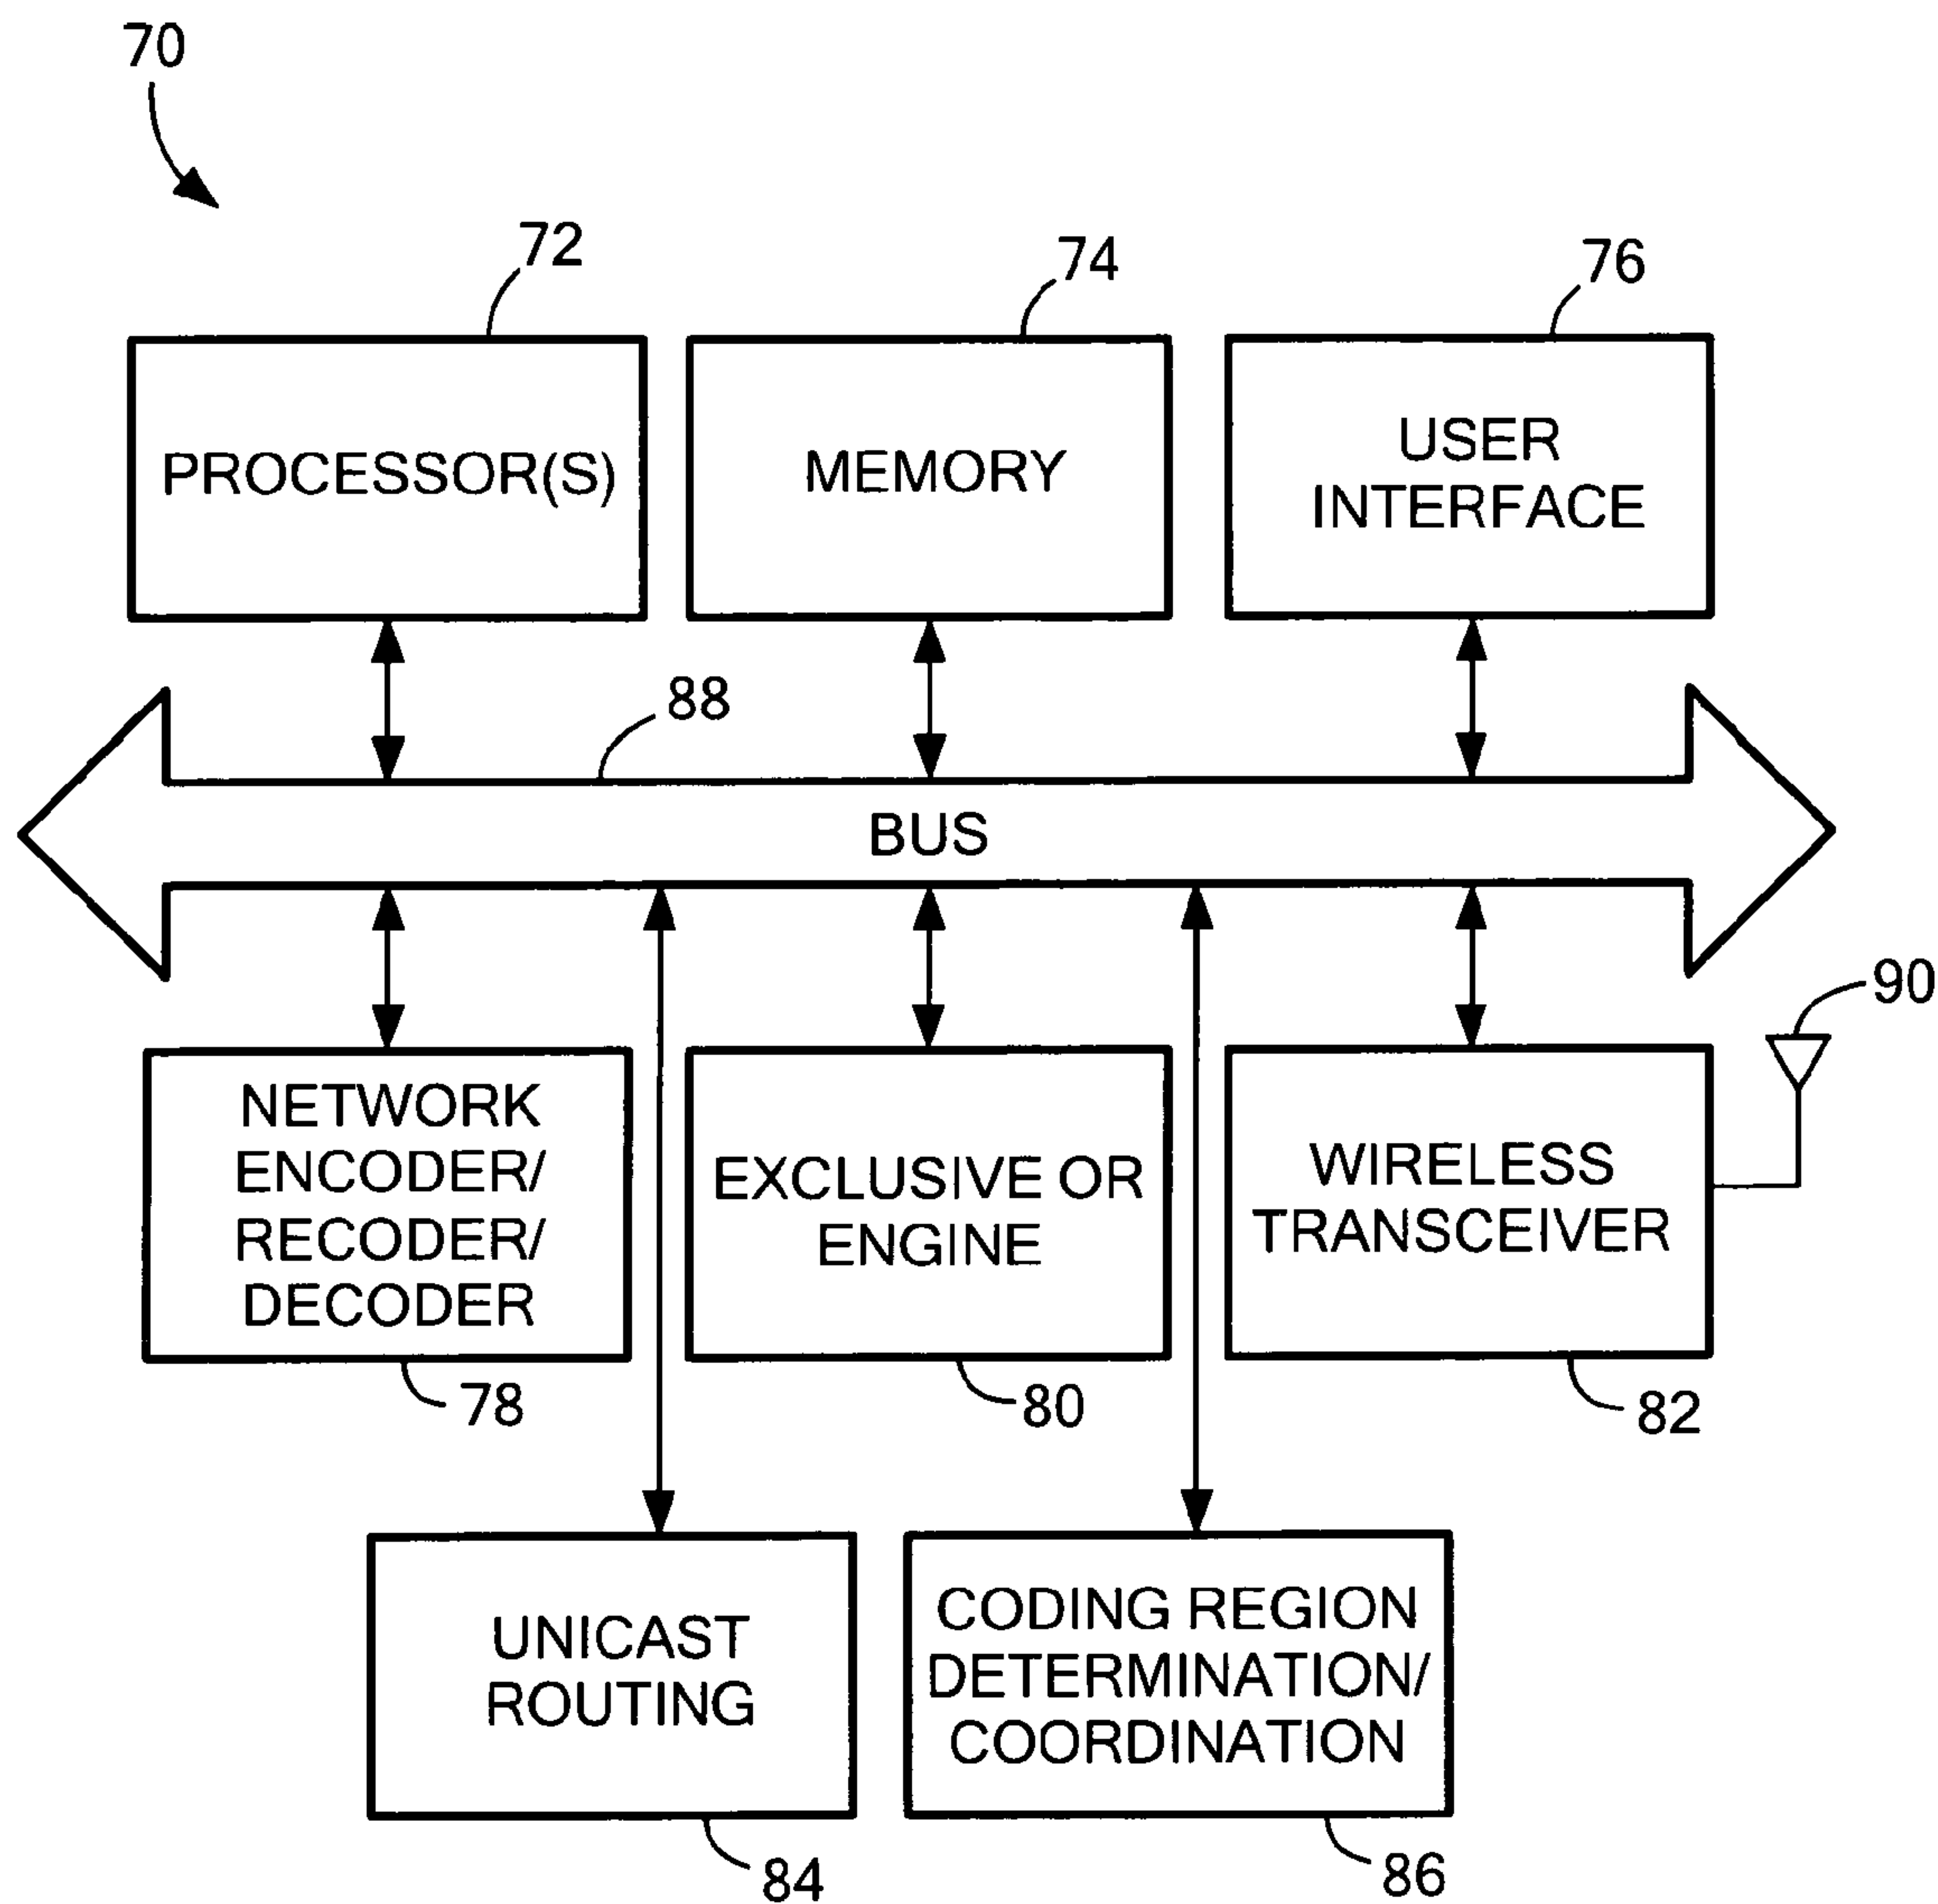 70
72
74
76
PROCESSOR(S)
MEMORY
USER
INTERFACE
88
BUS
90
NETWORK
ENCODER/
RECODER/
DECODER
EXCLUSIVE OR
ENGINE
WIRELESS
TRANSCEIVER
78
80
82
UNICAST
ROUTING
CODING REGION
DETERMINATION/
COORDINATION
84
86